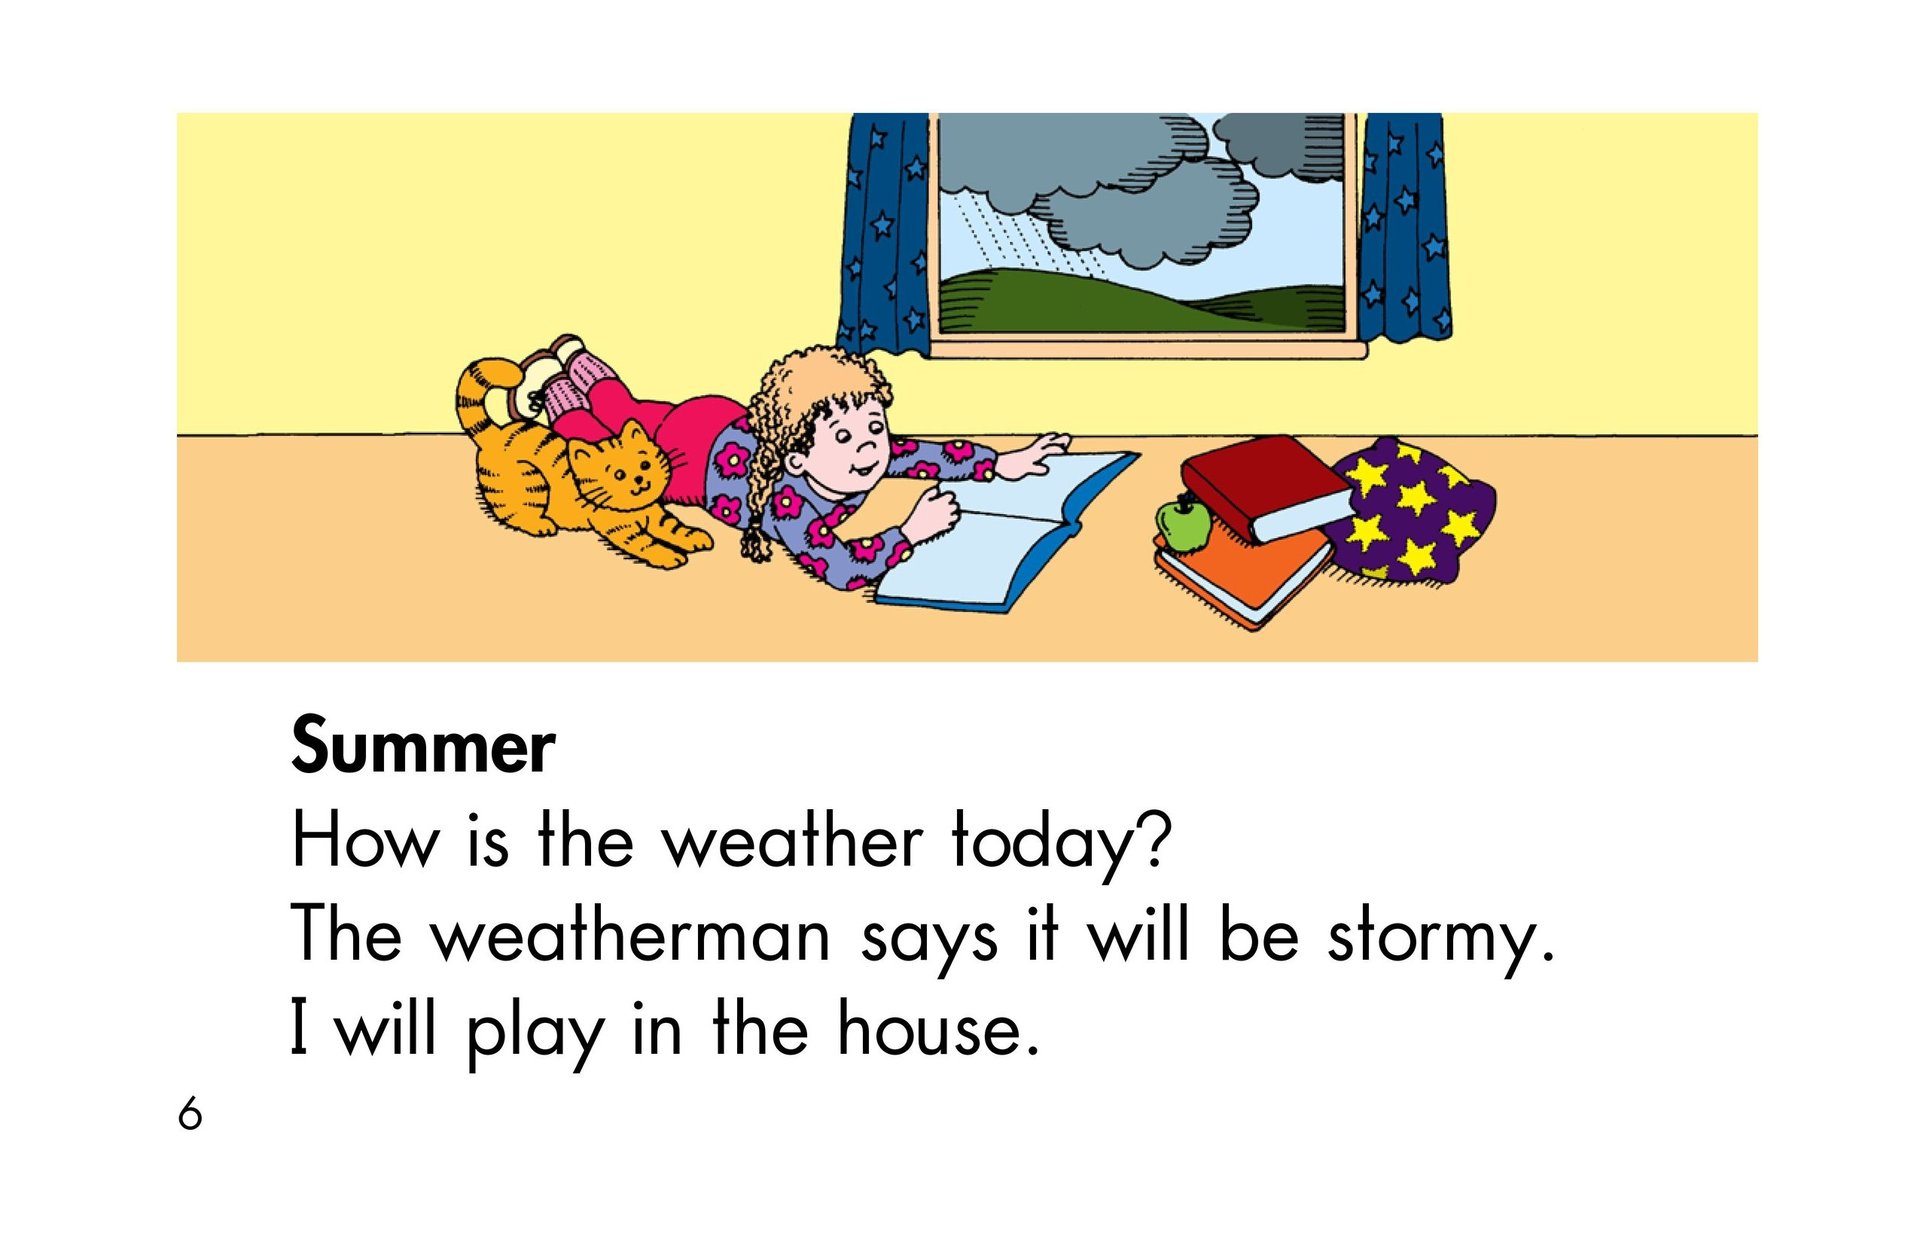 Summer
How is the weather today?
The weatherman says it will be stormy.
I will play in the house.
6